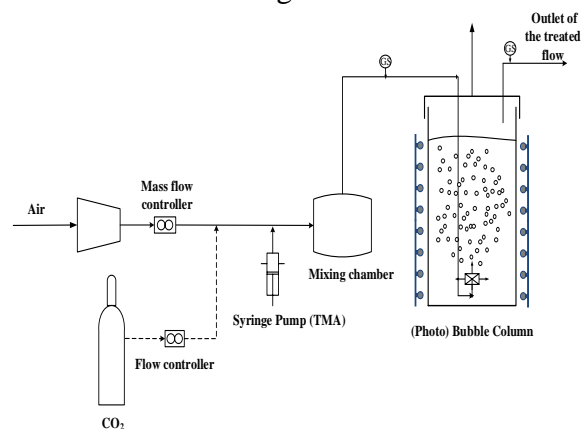 Outlet of
the treated
flow
GS
GS
Air
Mass flow
controller
Mixing chamber
Syringe Pump (TMA)
(Photo) Bubble Column
Flow controller
CO₂